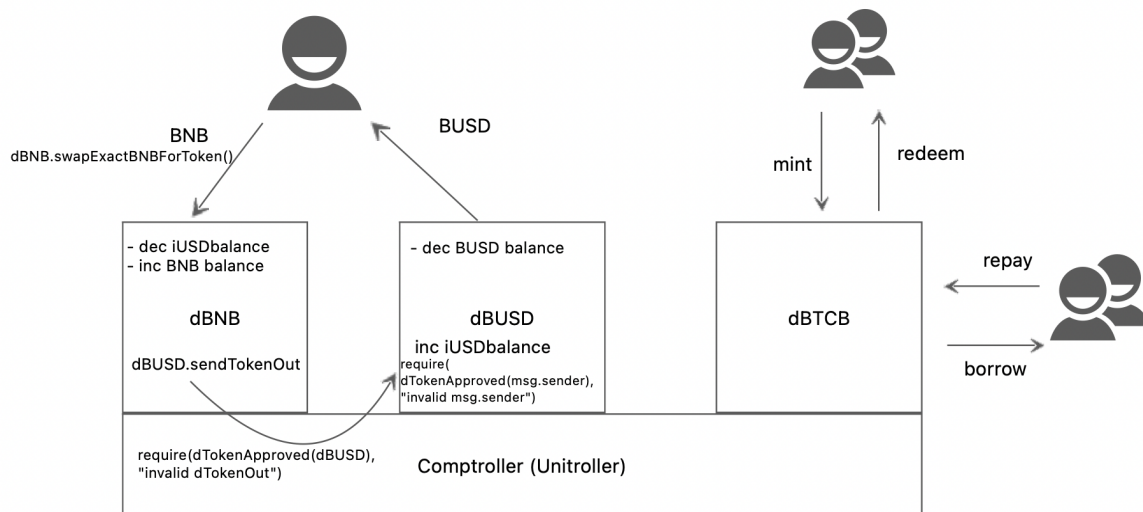 BNB
dBNB.swapExactBNBForToken()
BUSD
mint
redeem
- dec iUSDbalance
- inc BNB balance
dBNB
dBUSD.sendTokenOut
- dec BUSD balance
dBUSD
inc iUSDbalance
require(
dTokenApproved(msg.sender),
"invalid msg.sender")
dBTCB
repay
borrow
require(dTokenApproved(dBUSD),
"invalid dTokenOut")
Comptroller (Unitroller)